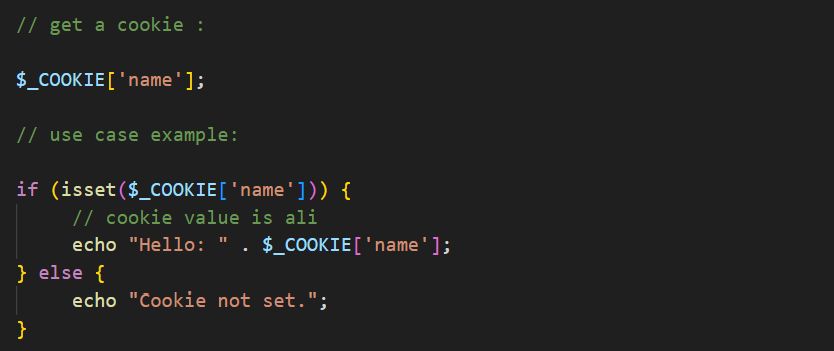 // get a cookie :
$_COOKIE['name'];
// use case example:
if (isset($_COOKIE['name'])) {
// cookie value is ali
echo "Hello: " . $_COOKIE['name'];
} else {
echo "Cookie not set.";
}